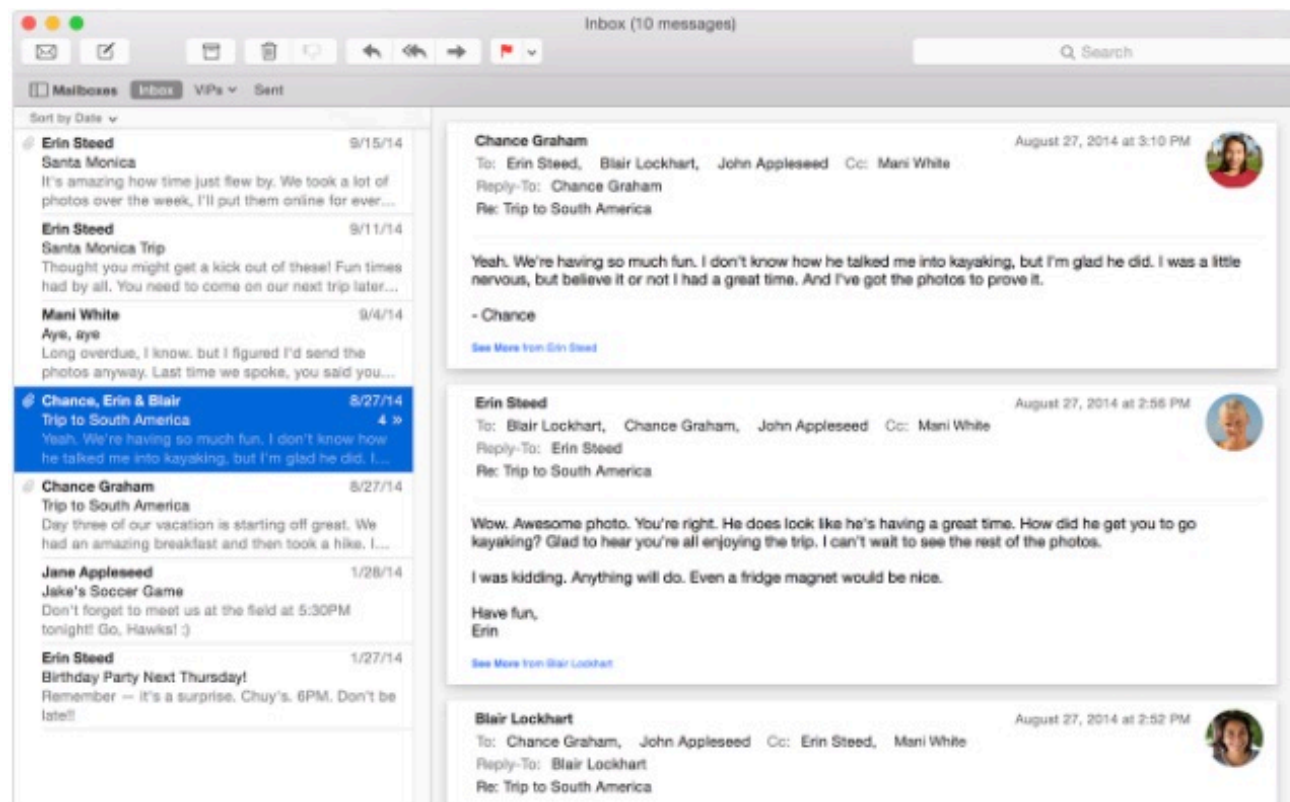 Inbox (10 messages)
Search
Mailboxes Inbox VIPs Sent
Sort by Date
Erin Steed 9/15/14
Santa Monica
It's amazing how time just flew by. We took a lot of
photos over the week, I'll put them online for ever...
Erin Steed 9/11/14
Santa Monica Trip
Thought you might get a kick out of these! Fun times
had by all. You need to come on our next trip later...
Mani White 9/4/14
Aye, aye
Long overdue, I know. but I figured I'd send the
photos anyway. Last time we spoke, you said you...
Chance, Erin & Blair 8/27/14
Trip to South America 4 »
Yeah. We're having so much fun. I don't know how
he talked me into kayaking, but I'm glad he did. I...
Chance Graham 8/27/14
Trip to South America
Day three of our vacation is starting off great. We
had an amazing breakfast and then took a hike. I...
Jane Appleseed 1/28/14
Jake's Soccer Game
Don't forget to meet us at the field at 5:30PM
tonight! Go, Hawks! :)
Erin Steed 1/27/14
Birthday Party Next Thursday!
Remember — it's a surprise. Chuy's. 6PM. Don't be
late!!
Chance Graham August 27, 2014 at 3:10 PM
To: Erin Steed, Blair Lockhart, John Appleseed Cc: Mani White
Reply-To: Chance Graham
Re: Trip to South America
Yeah. We're having so much fun. I don't know how he talked me into kayaking, but I'm glad he did. I was a little
nervous, but believe it or not I had a great time. And I've got the photos to prove it.
- Chance
See More from Erin Steed
Erin Steed August 27, 2014 at 2:56 PM
To: Blair Lockhart, Chance Graham, John Appleseed Cc: Mani White
Reply-To: Erin Steed
Re: Trip to South America
Wow. Awesome photo. You're right. He does look like he's having a great time. How did he get you to go
kayaking? Glad to hear you're all enjoying the trip. I can't wait to see the rest of the photos.
I was kidding. Anything will do. Even a fridge magnet would be nice.
Have fun,
Erin
See More from Blair Lockhart
Blair Lockhart August 27, 2014 at 2:52 PM
To: Chance Graham, John Appleseed Cc: Erin Steed, Mani White
Reply-To: Blair Lockhart
Re: Trip to South America